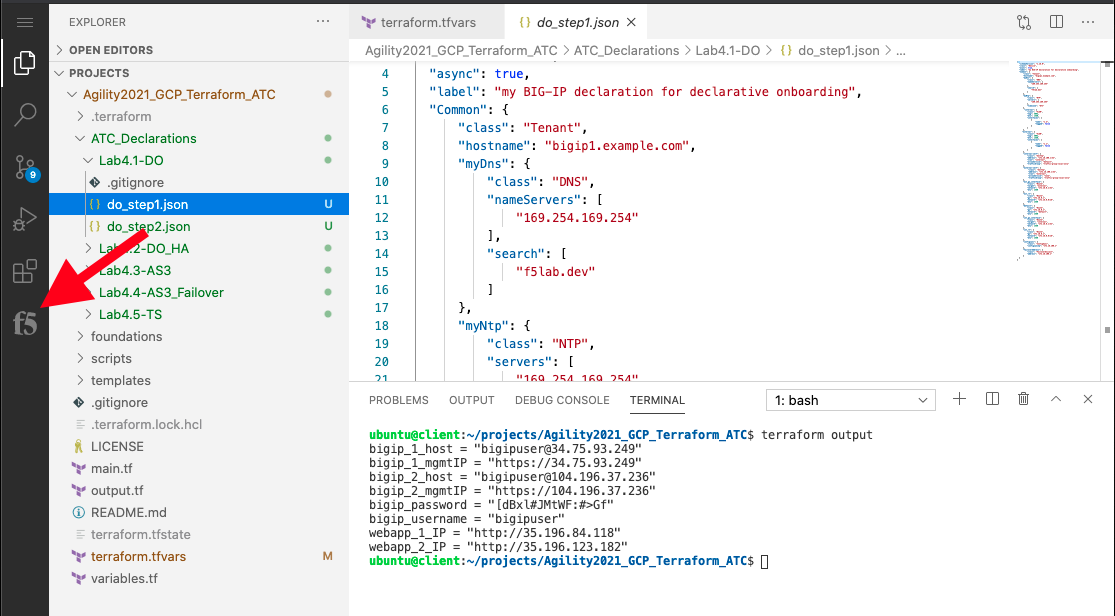 EXPLORER
OPEN EDITORS
PROJECTS
Agility2021_GCP_Terraform_ATC
.terraform
ATC_Declarations
Lab4.1-DO
.gitignore
{} do_step1.json U
{} do_step2.json U
Lab4.2-DO_HA
Lab4.3-AS3
Lab4.4-AS3_Failover
Lab4.5-TS
foundations
scripts
templates
.gitignore
.terraform.lock.hcl
LICENSE
main.tf
output.tf
README.md
terraform.tfstate
terraform.tfvars M
variables.tf
9
f5
terraform.tfvars
{} do_step1.json
Agility2021_GCP_Terraform_ATC > ATC_Declarations > Lab4.1-DO > {} do_step1.json > ...
4 "async": true,
5 "label": "my BIG-IP declaration for declarative onboarding",
6 "Common": {
7 "class": "Tenant",
8 "hostname": "bigip1.example.com",
9 "myDns": {
10 "class": "DNS",
11 "nameServers": [
12 "169.254.169.254"
13 ],
14 "search": [
15 "f5lab.dev"
16 ]
17 },
18 "myNtp": {
19 "class": "NTP",
20 "servers": [
21 "169.254.169.254"
PROBLEMS OUTPUT DEBUG CONSOLE TERMINAL 1: bash
ubuntu@client:~/projects/Agility2021_GCP_Terraform_ATC$ terraform output
bigip_1_host = "bigipuser@34.75.93.249"
bigip_1_mgmtIP = "https://34.75.93.249"
bigip_2_host = "bigipuser@104.196.37.236"
bigip_2_mgmtIP = "https://104.196.37.236"
bigip_password = "[dBxl#JMtWF:#>Gf"
bigip_username = "bigipuser"
webapp_1_IP = "http://35.196.84.118"
webapp_2_IP = "http://35.196.123.182"
ubuntu@client:~/projects/Agility2021_GCP_Terraform_ATC$